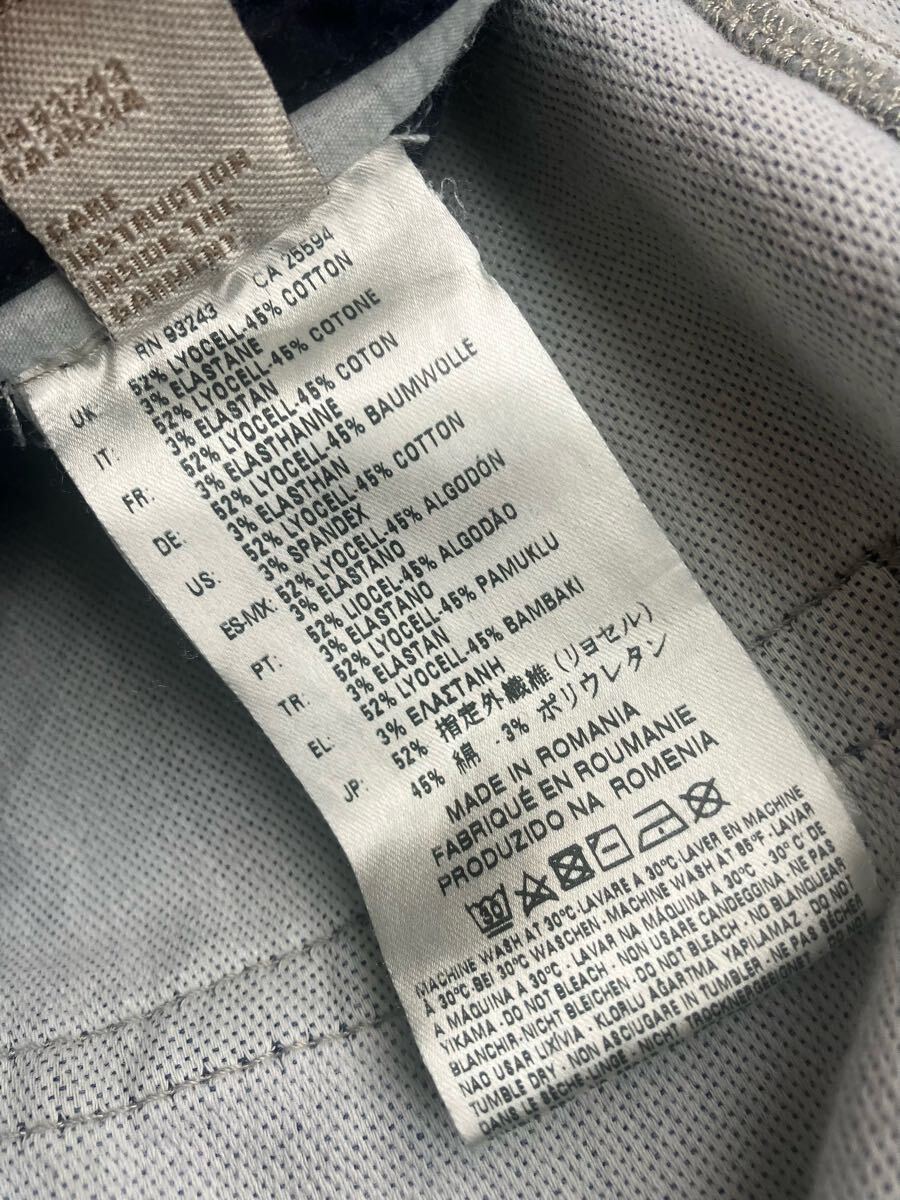 CARE
INSTRUCTION
INSIDE THE
GARMENT
RN 93243 CA 25594
UK: 52% LYOCELL-45% COTTON
3% ELASTANE
IT: 52% LYOCELL-45% COTONE
3% ELASTAN
FR: 52% LYOCELL-45% COTON
3% ELASTHANNE
DE: 52% LYOCELL-45% BAUMWOLLE
3% ELASTHAN
US: 52% LYOCELL-45% COTTON
3% SPANDEX
ES-MX: 52% LYOCELL-45% ALGODÓN
3% ELASTANO
PT: 52% LIOCEL-45% ALGODÃO
3% ELASTANO
TR: 52% LYOCELL-45% PAMUKLU
3% ELASTAN
EL: 52% LYOCELL-45% BAMBAKI
3% ΕΛΑΣΤΑΝΗ
JP: 52% 指定外繊維 (リヨセル)
45% 綿 -3% ポリウレタン
MADE IN ROMANIA
FABRIQUÉ EN ROUMANIE
PRODUZIDO NA ROMENIA
30
MACHINE WASH AT 30°C-LAVARE A 30°C-LAVER EN MACHINE
A 30°C-BEI 30°C WASCHEN-MACHINE WASH AT 85°F-LAVAR
A MÁQUINA A 30°C - LAVAR NA MÁQUINA A 30°C - 30°C'DE
YIKAMA - DO NOT BLEACH - NON USARE CANDEGGINA - NE PAS
BLANCHIR-NICHT BLEICHEN - DO NOT BLEACH - NO BLANQUEAR
NÃO USAR LIXÍVIA - KLORLU AĞARTMA YAPILAMAZ - DO NOT
TUMBLE DRY - NON ASCIUGARE IN TUMBLER - NE PAS SÉCHER
DANS LE SÈCHE-LINGE - NICHT TROCKNERGEEIGNET - DO NOT